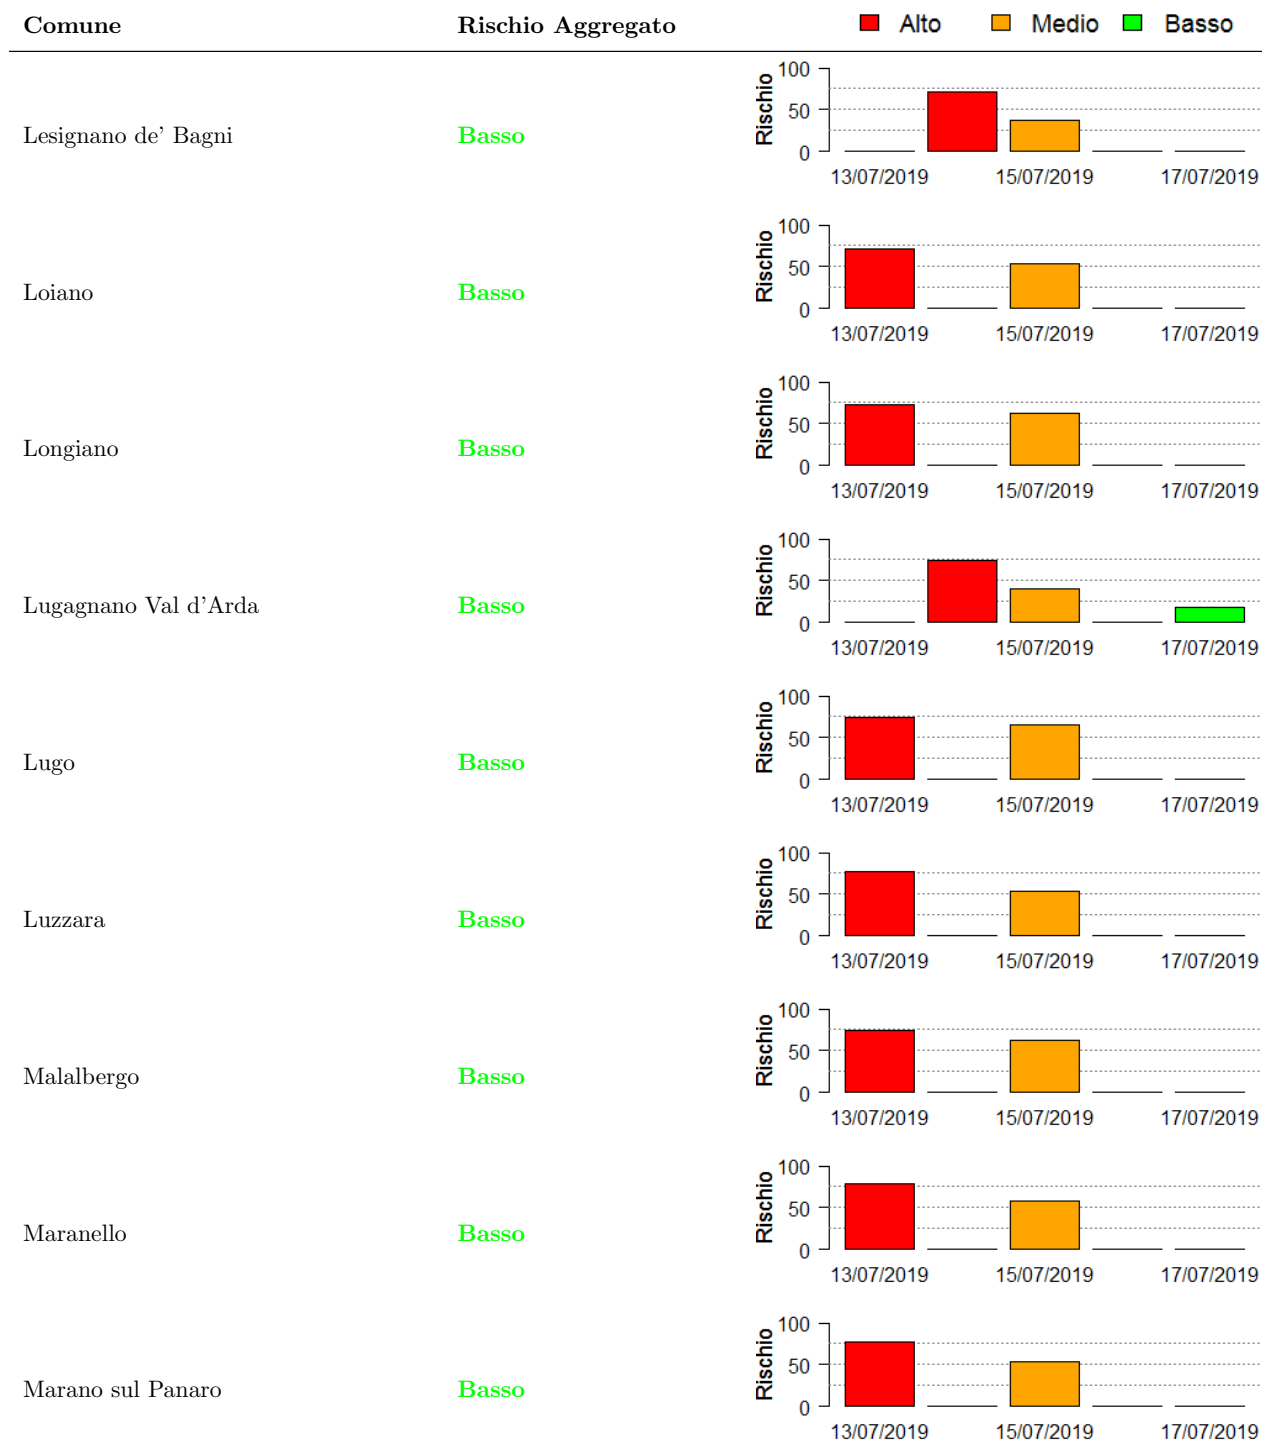 Comune Rischio Aggregato Alto Medio Basso
Lesignano de' Bagni Basso Rischio 100 50 0
13/07/2019 15/07/2019 17/07/2019
Loiano Basso Rischio 100 50 0
13/07/2019 15/07/2019 17/07/2019
Longiano Basso Rischio 100 50 0
13/07/2019 15/07/2019 17/07/2019
Lugagnano Val d'Arda Basso Rischio 100 50 0
13/07/2019 15/07/2019 17/07/2019
Lugo Basso Rischio 100 50 0
13/07/2019 15/07/2019 17/07/2019
Luzzara Basso Rischio 100 50 0
13/07/2019 15/07/2019 17/07/2019
Malalbergo Basso Rischio 100 50 0
13/07/2019 15/07/2019 17/07/2019
Maranello Basso Rischio 100 50 0
13/07/2019 15/07/2019 17/07/2019
Marano sul Panaro Basso Rischio 100 50 0
13/07/2019 15/07/2019 17/07/2019